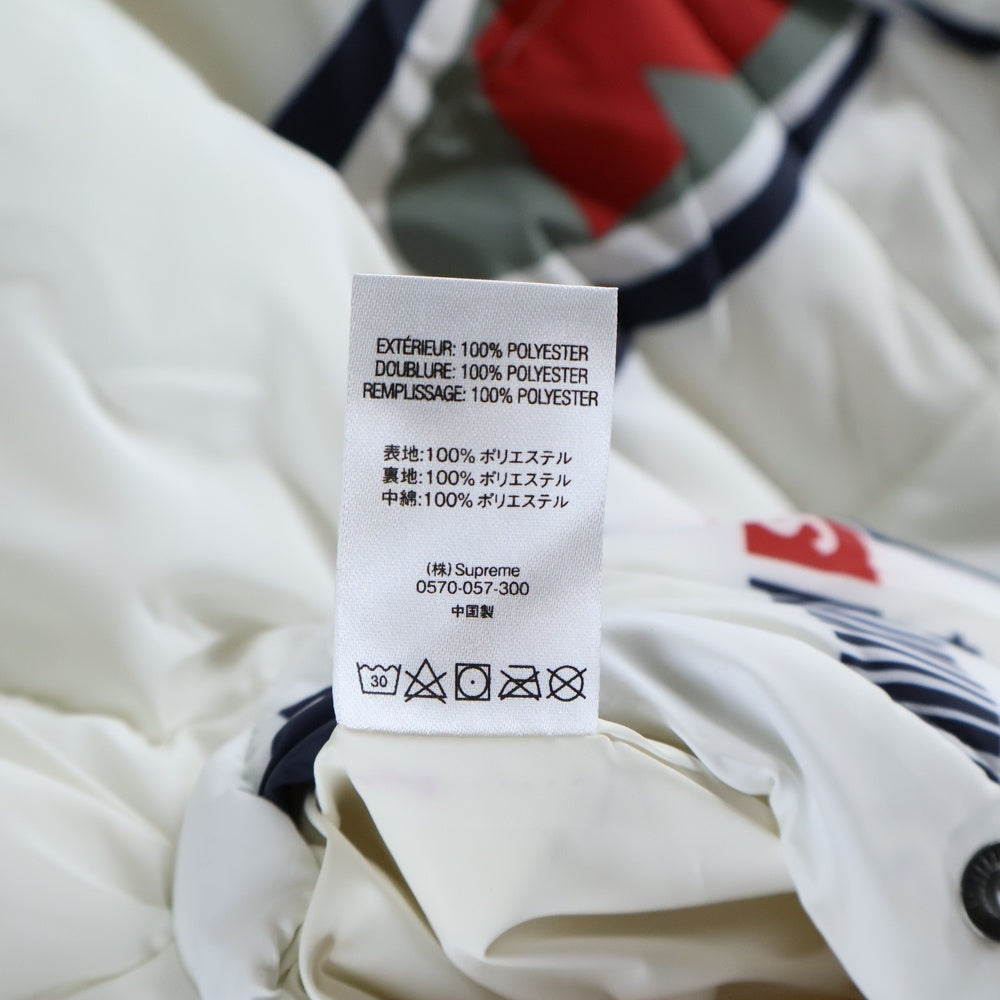 EXTÉRIEUR: 100% POLYESTER
DOUBLURE: 100% POLYESTER
REMPLISSAGE: 100% POLYESTER
表地:100% ポリエステル
裏地:100% ポリエステル
中綿:100% ポリエステル
(株) Supreme
0570-057-300
中国製
30